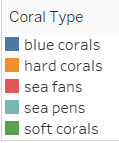 Coral Type
blue corals
hard corals
sea fans
sea pens
soft corals